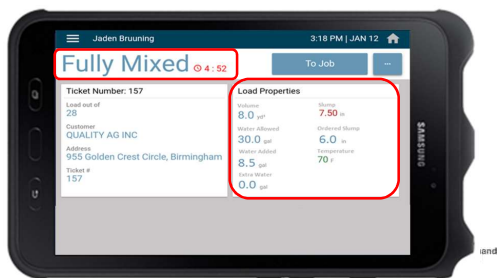 Jaden Bruuning
3:18 PM | JAN 12
Fully Mixed 4 : 52
To Job
...
Ticket Number: 157
Load out of
28
Customer
QUALITY AG INC
Address
955 Golden Crest Circle, Birmingham
Ticket #
157
Load Properties
Volume
8.0 yd³
Slump
7.50 in
Water Allowed
30.0 gal
Ordered Slump
6.0 in
Water Added
8.5 gal
Temperature
70 F
Extra Water
0.0 gal
SAMSUNG